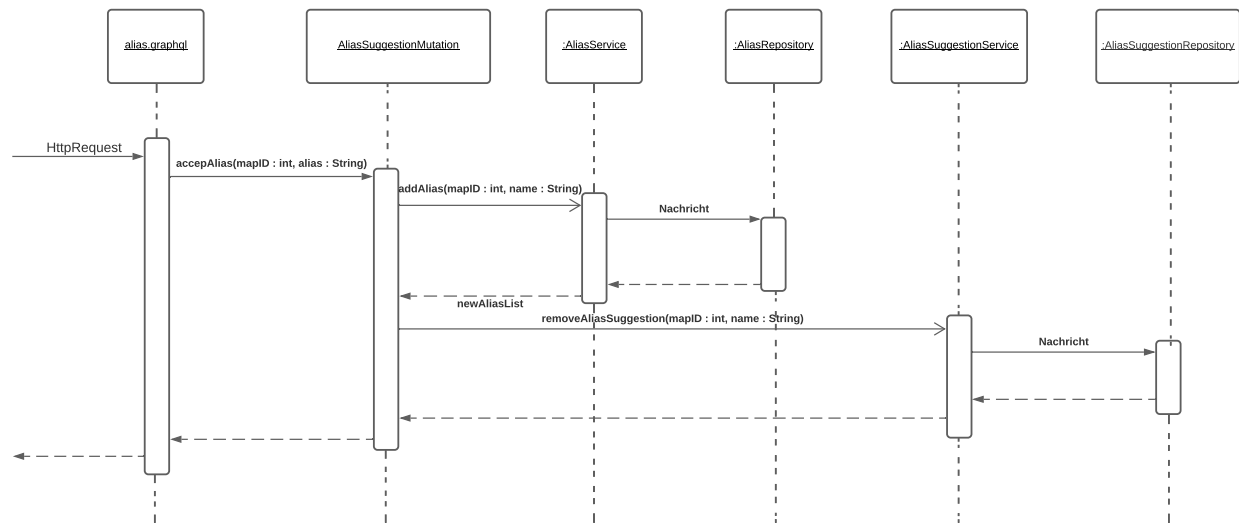 alias.graphql
AliasSuggestionMutation
:AliasService
:AliasRepository
:AliasSuggestionService
:AliasSuggestionRepository
HttpRequest
accepAlias(mapID : int, alias : String)
addAlias(mapID : int, name : String)
Nachricht
newAliasList
removeAliasSuggestion(mapID : int, name : String)
Nachricht